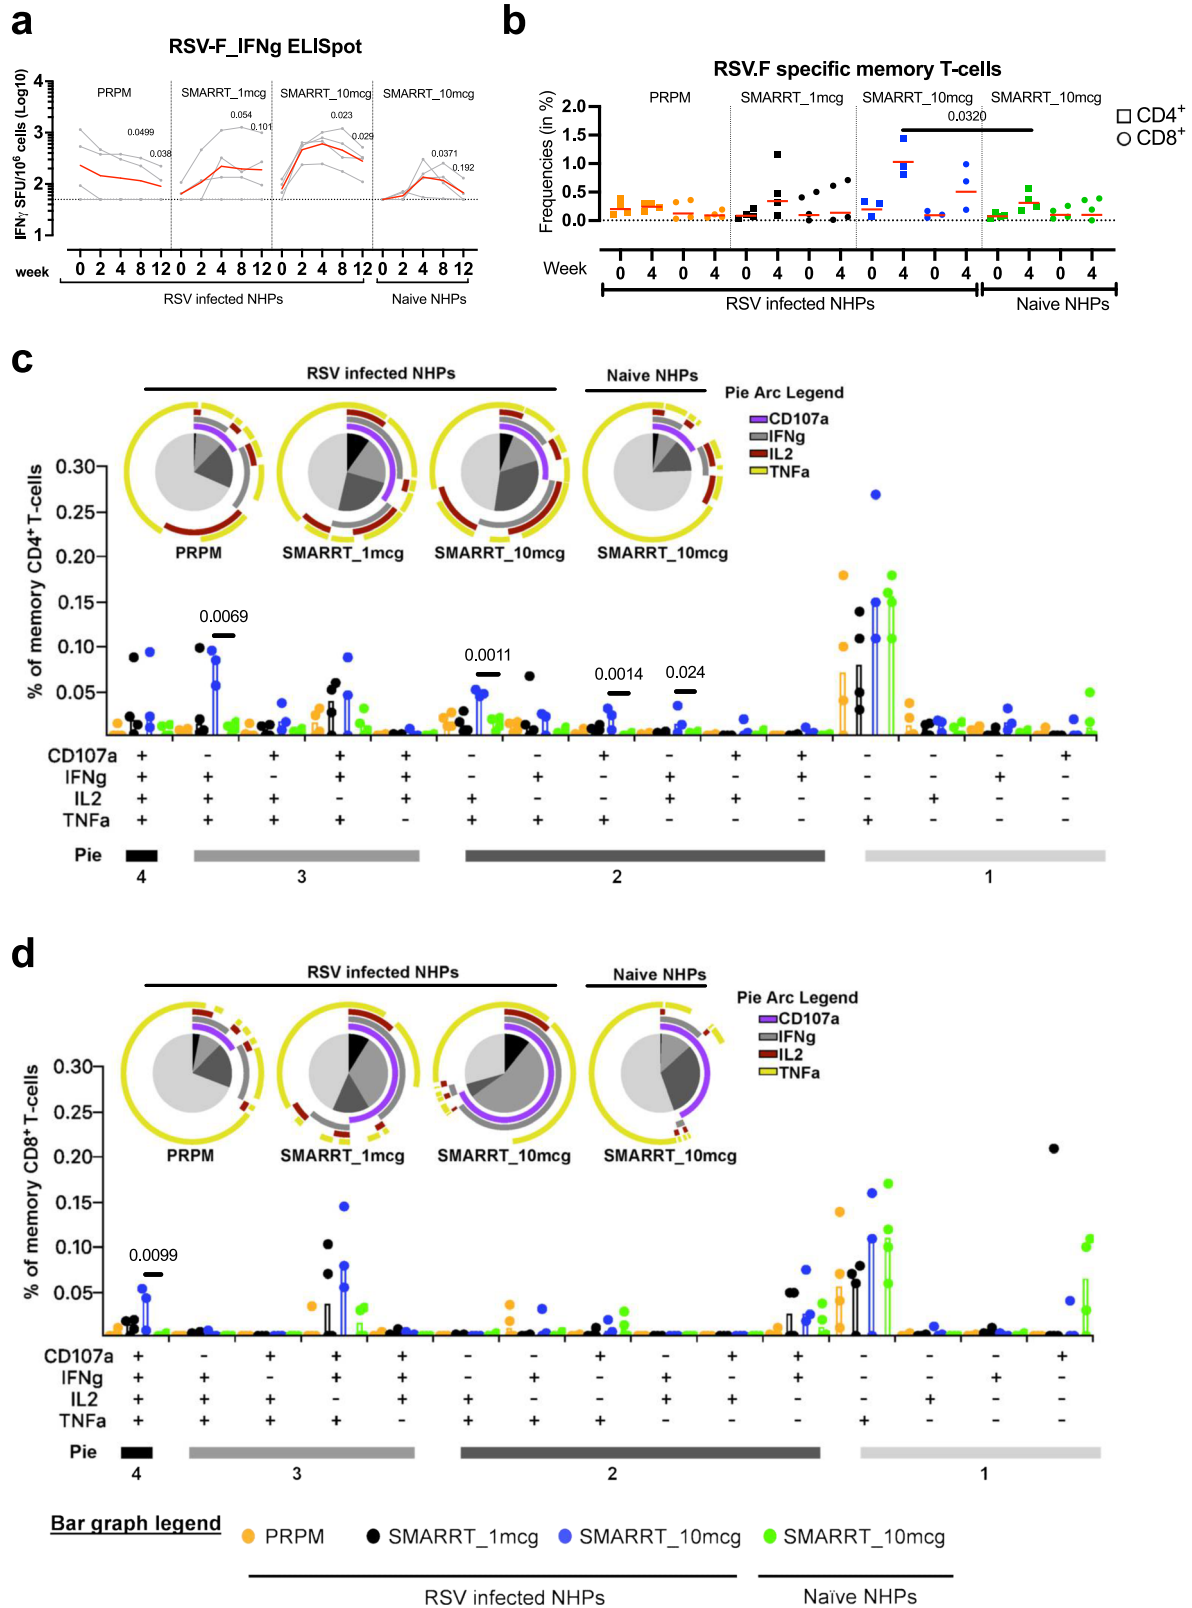 a
RSV-F_IFNg ELISpot
IFNγ SFU/10⁶ cells (Log10)
4
3
2
1
PRPM
SMARRT_1mcg
SMARRT_10mcg
SMARRT_10mcg
0.0499
0.038
0.054
0.101
0.023
0.029
0.0371
0.192
week
0 2 4 8 12 0 2 4 8 12 0 2 4 8 12 0 2 4 8 12
RSV infected NHPs
Naive NHPs
b
RSV.F specific memory T-cells
Frequencies (in %)
2.0
1.5
1.0
0.5
0.0
PRPM
SMARRT_1mcg
SMARRT_10mcg
SMARRT_10mcg
0.0320
CD4⁺
CD8⁺
Week
0 4 0 4 0 4 0 4 0 4 0 4 0 4 0 4
RSV infected NHPs
Naive NHPs
c
RSV infected NHPs
Naive NHPs
Pie Arc Legend
CD107a
IFNg
IL2
TNFa
PRPM
SMARRT_1mcg
SMARRT_10mcg
SMARRT_10mcg
% of memory CD4⁺ T-cells
0.30
0.25
0.20
0.15
0.10
0.05
0.0069
0.0011
0.0014
0.024
CD107a + - + + + - - + - + + - - - +
IFNg + + - + + - + - + - + - - + -
IL2 + + + - + + - - + + - - + - -
TNFa + + + + - + + + - - - + - - -
Pie
4
3
2
1
d
RSV infected NHPs
Naive NHPs
Pie Arc Legend
CD107a
IFNg
IL2
TNFa
PRPM
SMARRT_1mcg
SMARRT_10mcg
SMARRT_10mcg
% of memory CD8⁺ T-cells
0.30
0.25
0.20
0.15
0.10
0.05
0.0099
CD107a + - + + + - - + - + + - - - +
IFNg + + - + + - + - + - + - - + -
IL2 + + + - + + - - + + - - + - -
TNFa + + + + - + + + - - - + - - -
Pie
4
3
2
1
Bar graph legend
PRPM
SMARRT_1mcg
SMARRT_10mcg
SMARRT_10mcg
RSV infected NHPs
Naïve NHPs